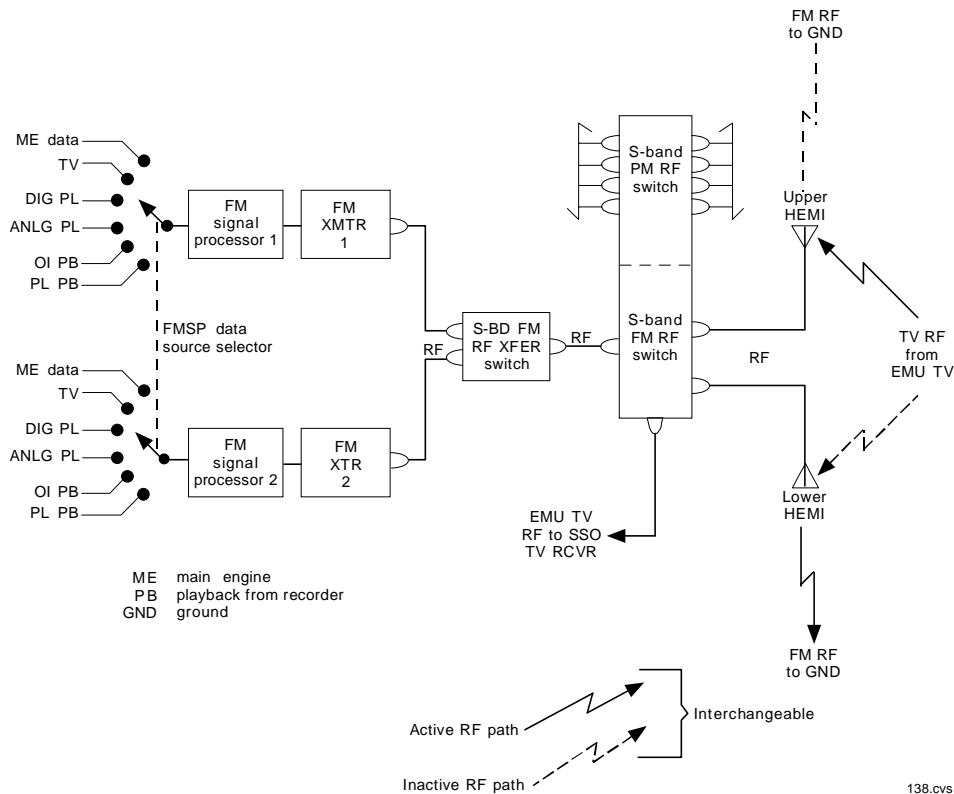 FM RF
to GND
ME data
TV
DIG PL
ANLG PL
OI PB
PL PB
FM
signal
processor 1
FM
XMTR
1
S-band
PM RF
switch
Upper
HEMI
FMSP data
source selector
S-BD FM
RF XFER
switch
RF
RF
S-band
FM RF
switch
RF
TV RF
from
EMU TV
ME data
TV
DIG PL
ANLG PL
OI PB
PL PB
FM
signal
processor 2
FM
XTR
2
Lower
HEMI
EMU TV
RF to SSO
TV RCVR
ME main engine
PB playback from recorder
GND ground
FM RF
to GND
Active RF path
Interchangeable
Inactive RF path
138.cvs